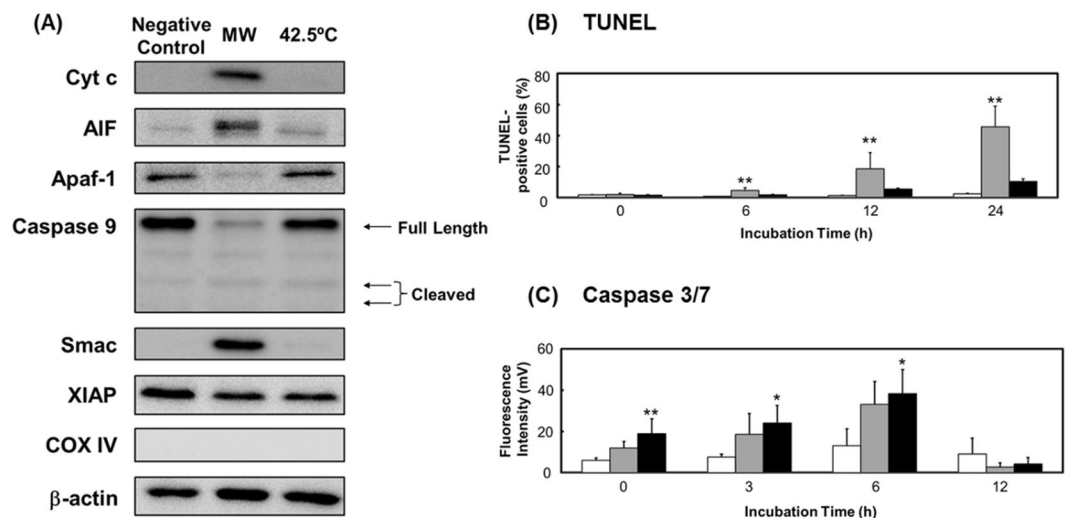 (A)
Negative
Control
MW
42.5ºC
Cyt c
AIF
Apaf-1
Caspase 9
Full Length
Cleaved
Smac
XIAP
COX IV
β-actin
(B) TUNEL
TUNEL-
positive cells (%)
80
60
40
20
0
**
**
**
0 6 12 24
Incubation Time (h)
(C) Caspase 3/7
Fluorescence
Intensity (mV)
60
40
20
0
**
*
*
0 3 6 12
Incubation Time (h)